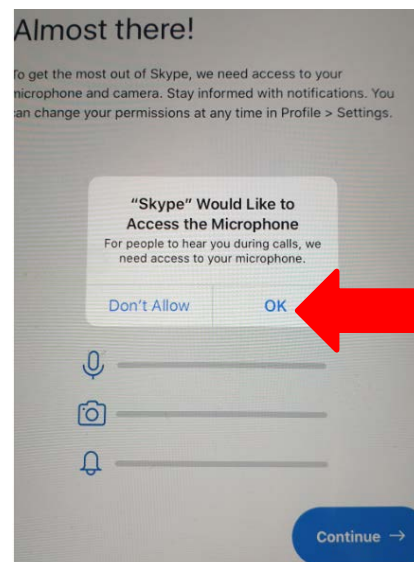 Almost there!
To get the most out of Skype, we need access to your
microphone and camera. Stay informed with notifications. You
can change your permissions at any time in Profile > Settings.
“Skype” Would Like to
Access the Microphone
For people to hear you during calls, we
need access to your microphone.
Don’t Allow
OK
Continue →